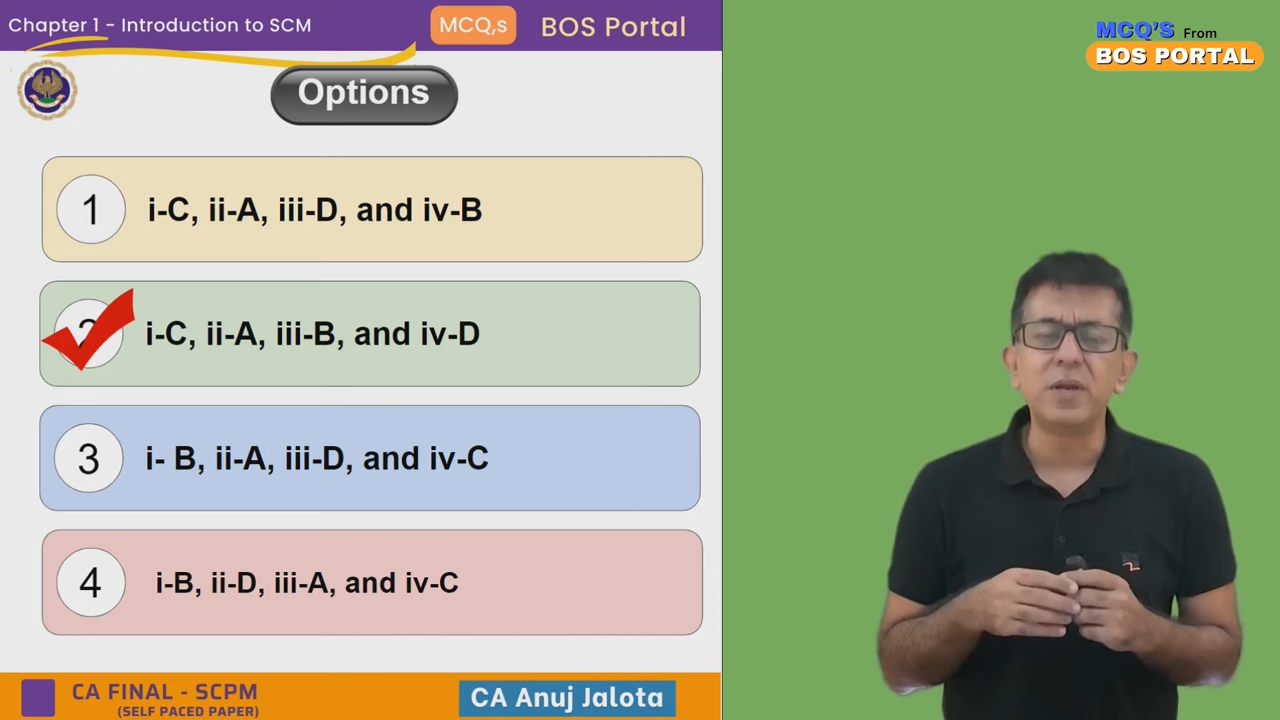 Chapter 1 - Introduction to SCM
MCQ,s
BOS Portal
MCQ'S From
BOS PORTAL
Options
1
i-C, ii-A, iii-D, and iv-B
2
i-C, ii-A, iii-B, and iv-D
3
i- B, ii-A, iii-D, and iv-C
4
i-B, ii-D, iii-A, and iv-C
CA FINAL - SCPM
(SELF PACED PAPER)
CA Anuj Jalota